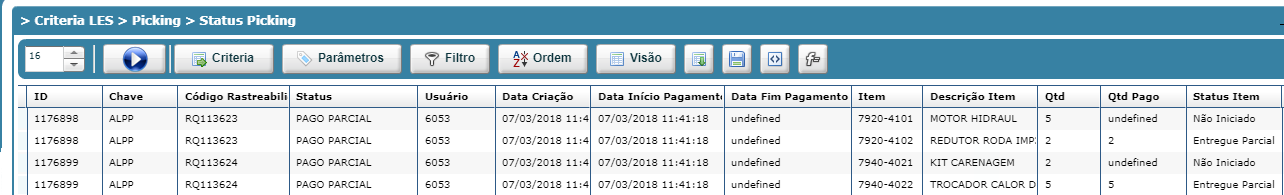 > Criteria LES > Picking > Status Picking
16 Criteria Parâmetros Filtro Ordem Visão
ID Chave Código Rastreabili Status Usuário Data Criação Data Início Pagamento Data Fim Pagamento Item Descrição Item Qtd Qtd Pago Status Item
1176898 ALPP RQ113623 PAGO PARCIAL 6053 07/03/2018 11:4 07/03/2018 11:41:18 undefined 7920-4101 MOTOR HIDRAUL 5 undefined Não Iniciado
1176898 ALPP RQ113623 PAGO PARCIAL 6053 07/03/2018 11:4 07/03/2018 11:41:18 undefined 7920-4102 REDUTOR RODA IMP 2 2 Entregue Parcial
1176899 ALPP RQ113624 PAGO PARCIAL 6053 07/03/2018 11:4 07/03/2018 11:41:18 undefined 7940-4021 KIT CARENAGEM 2 undefined Não Iniciado
1176899 ALPP RQ113624 PAGO PARCIAL 6053 07/03/2018 11:4 07/03/2018 11:41:18 undefined 7940-4022 TROCADOR CALOR D 5 5 Entregue Parcial